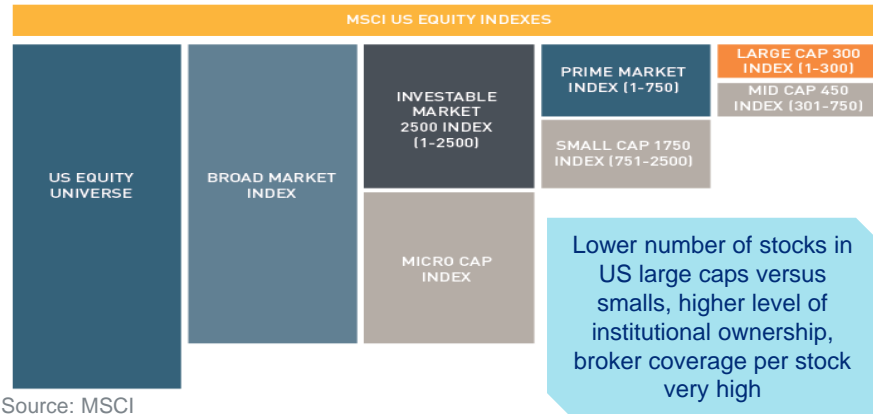 MSCI US EQUITY INDEXES
US EQUITY
UNIVERSE
BROAD MARKET
INDEX
INVESTABLE
MARKET
2500 INDEX
(1-2500)
MICRO CAP
INDEX
PRIME MARKET
INDEX (1-750)
SMALL CAP 1750
INDEX (751-2500)
LARGE CAP 300
INDEX (1-300)
MID CAP 450
INDEX (301-750)
Lower number of stocks in
US large caps versus
smalls, higher level of
institutional ownership,
broker coverage per stock
very high
Source: MSCI